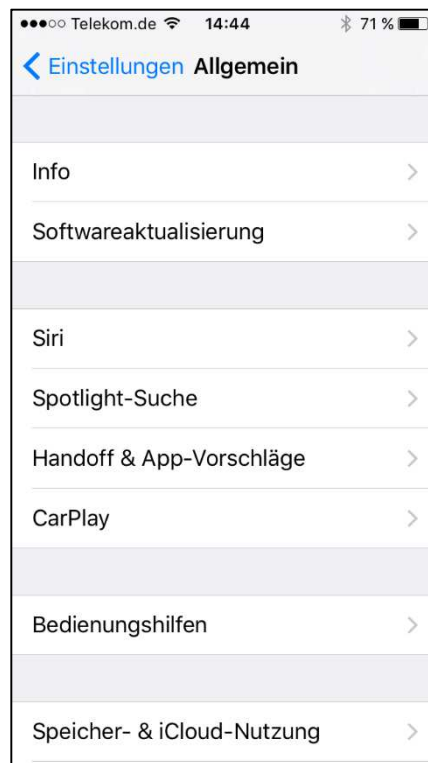 Telekom.de 14:44 71 %
Einstellungen Allgemein
Info
Softwareaktualisierung
Siri
Spotlight-Suche
Handoff & App-Vorschläge
CarPlay
Bedienungshilfen
Speicher- & iCloud-Nutzung